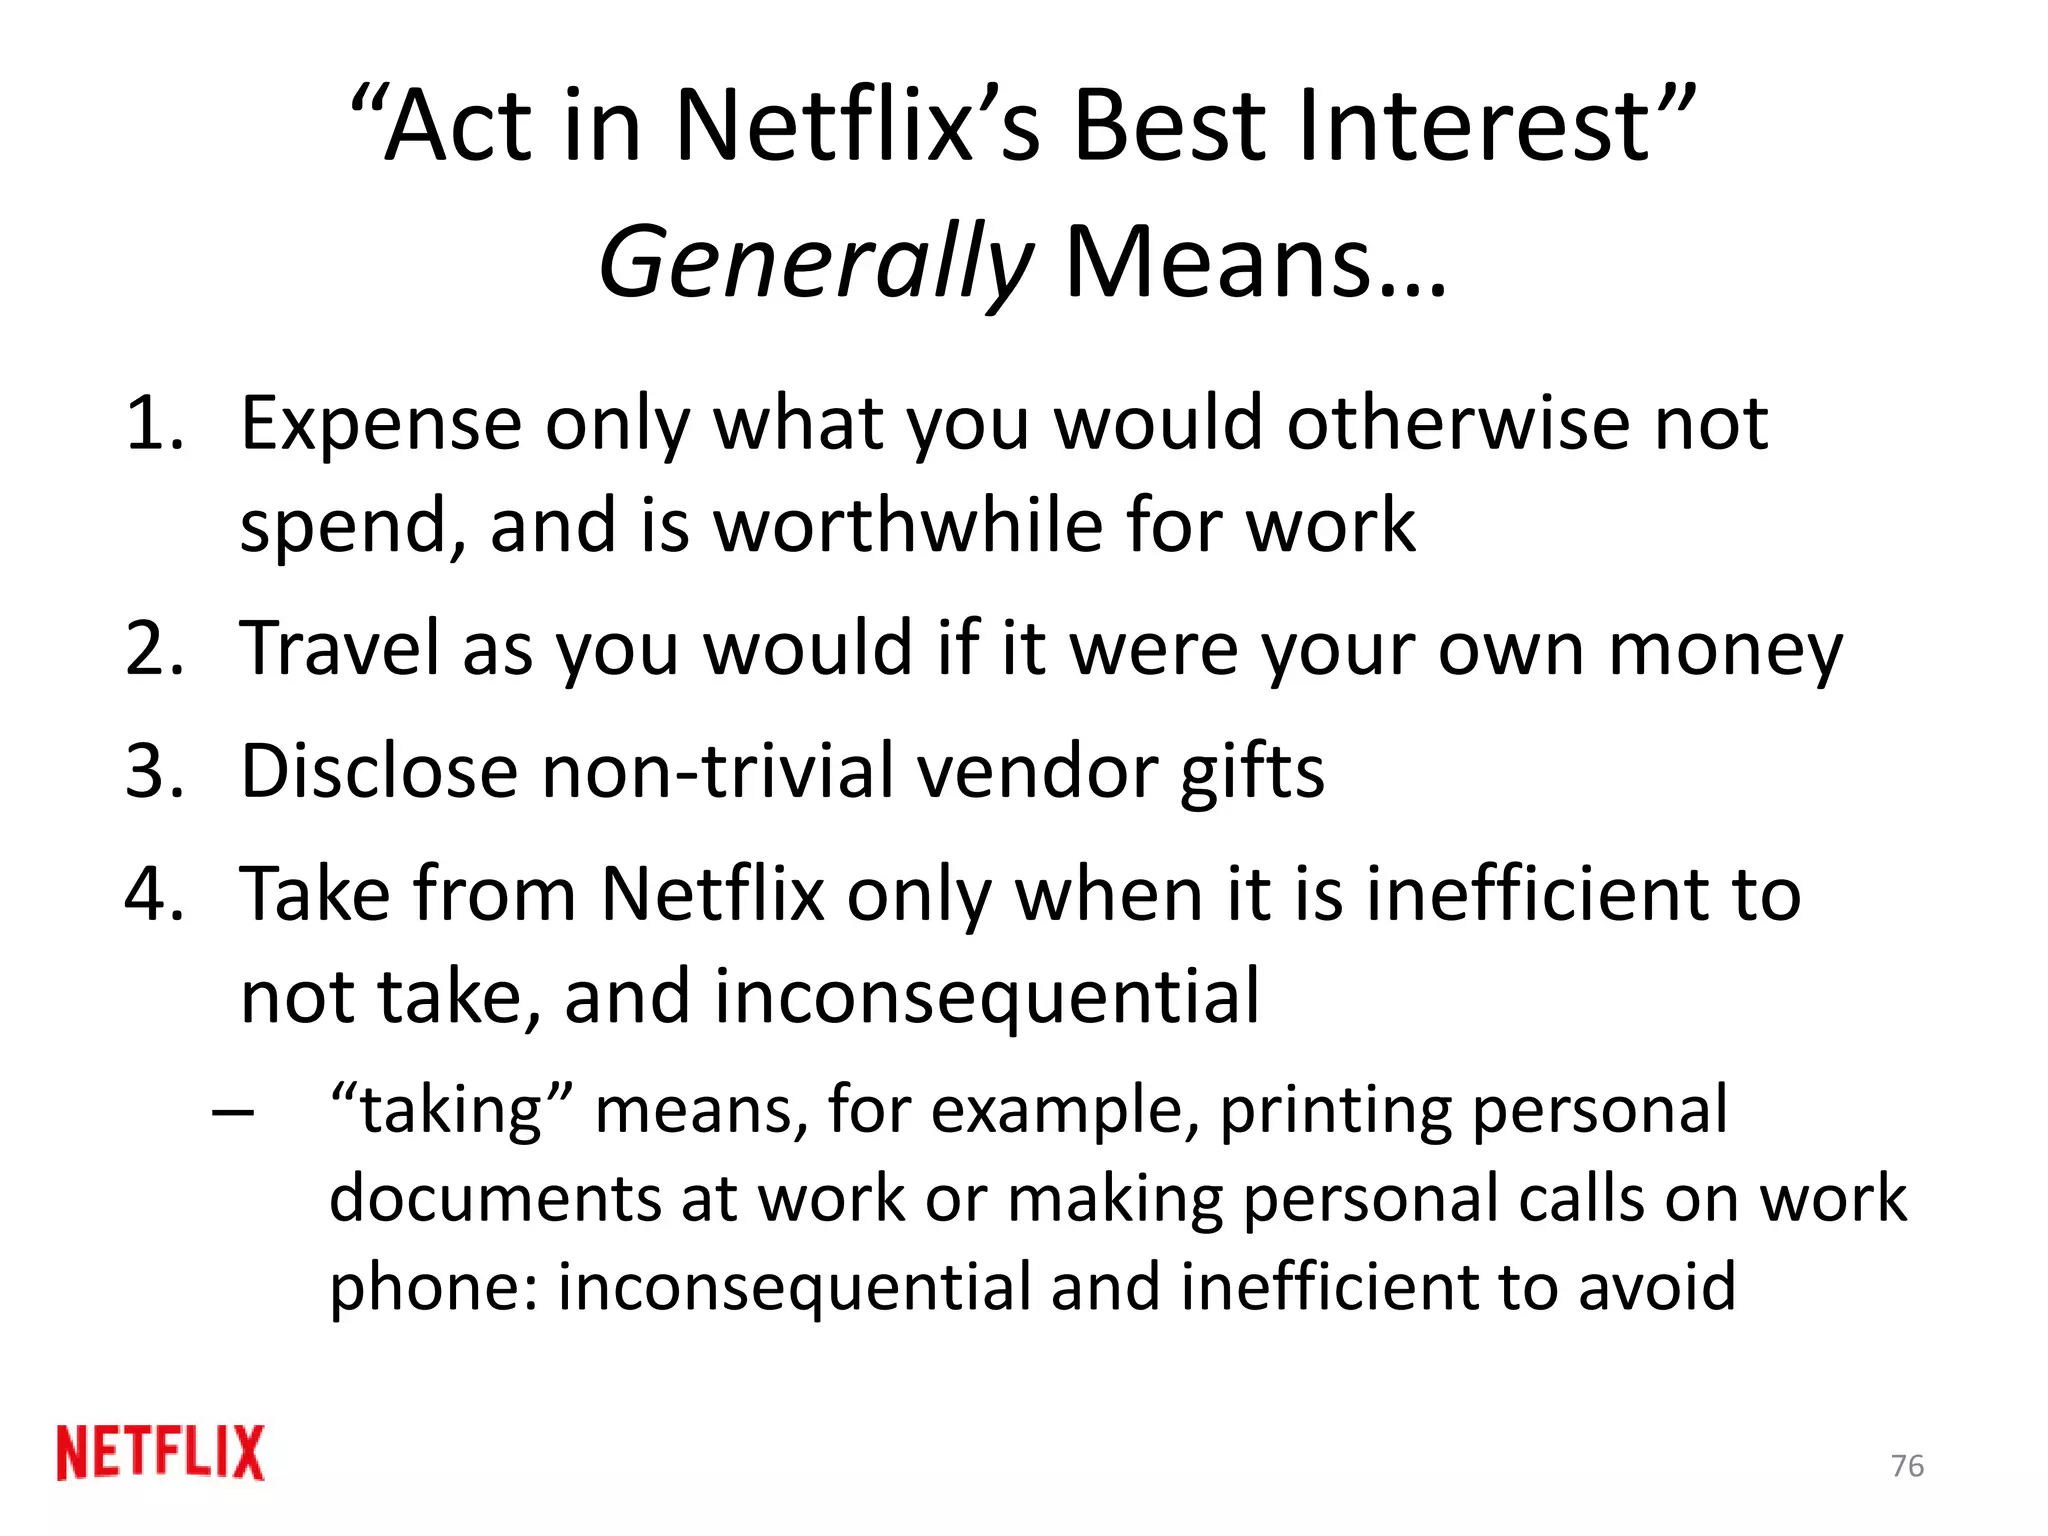 “Act in Netflix’s Best Interest”
Generally Means…
1. Expense only what you would otherwise not
spend, and is worthwhile for work
2. Travel as you would if it were your own money
3. Disclose non-trivial vendor gifts
4. Take from Netflix only when it is inefficient to
not take, and inconsequential
– “taking” means, for example, printing personal
documents at work or making personal calls on work
phone: inconsequential and inefficient to avoid
NETFLIX
76